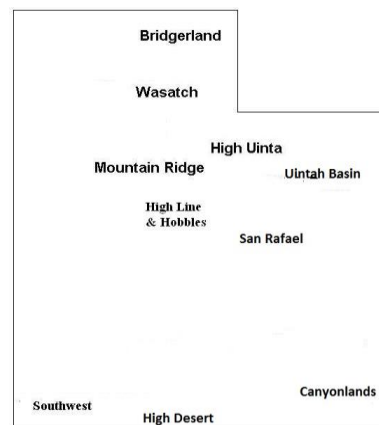 Bridgerland
Wasatch
High Uinta
Mountain Ridge
Uintah Basin
High Line
& Hobbles
San Rafael
Canyonlands
Southwest
High Desert